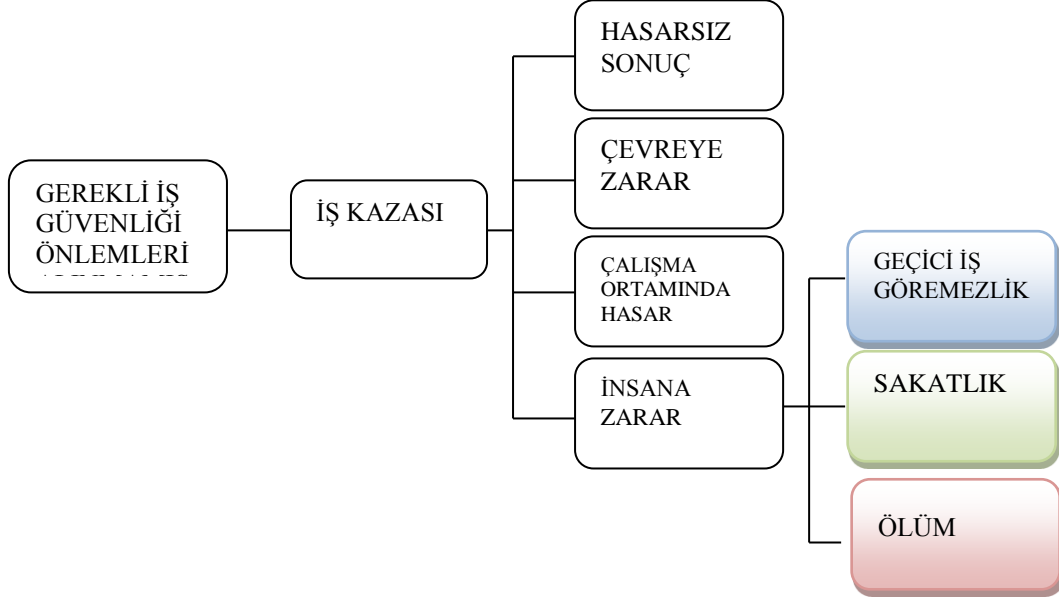 GEREKLİ İŞ
GÜVENLİĞİ
ÖNLEMLERİ
İŞ KAZASI
HASARSIZ
SONUÇ
ÇEVREYE
ZARAR
ÇALIŞMA
ORTAMINDA
HASAR
İNSANA
ZARAR
GEÇİCİ İŞ
GÖREMEZLİK
SAKATLIK
ÖLÜM